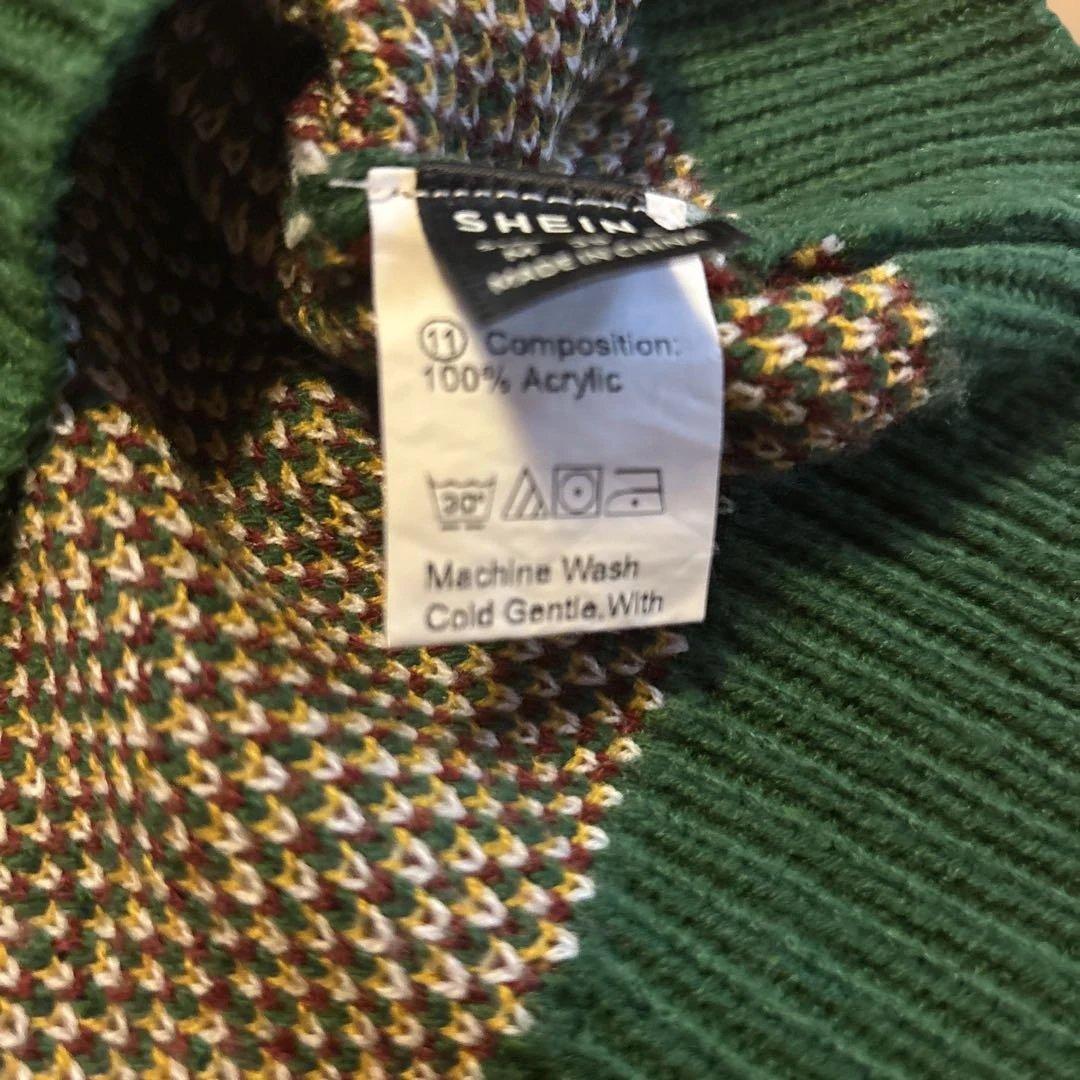 SHEIN
MADE IN CHINA
11 Composition:
100% Acrylic
30°
Machine Wash
Cold Gentle,With